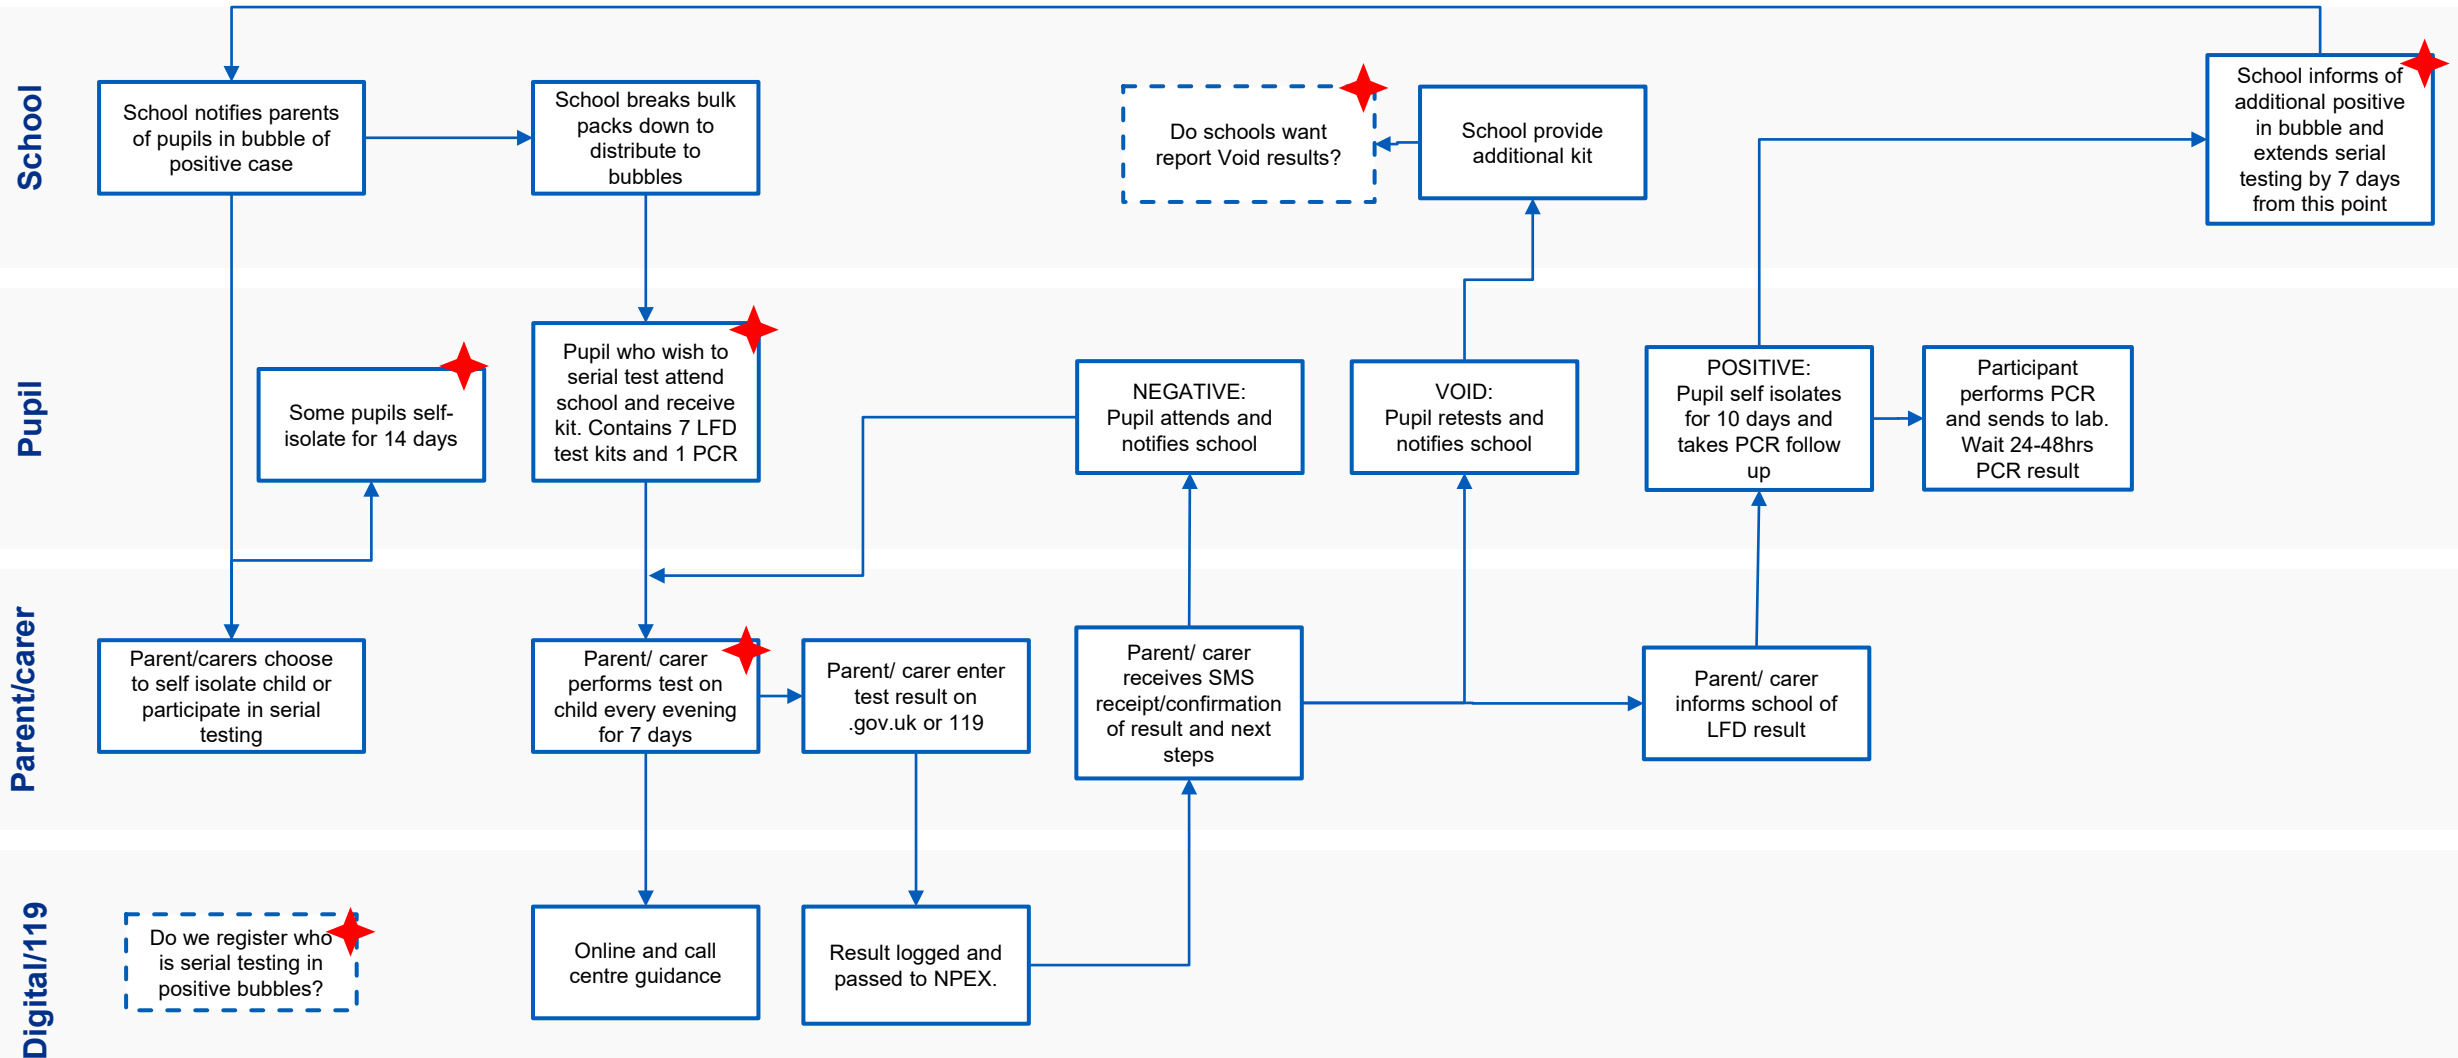 School
School notifies parents
of pupils in bubble of
positive case
School breaks bulk
packs down to
distribute to
bubbles
Do schools want
report Void results?
School provide
additional kit
School informs of
additional positive
in bubble and
extends serial
testing by 7 days
from this point
Pupil
Some pupils self-
isolate for 14 days
Pupil who wish to
serial test attend
school and receive
kit. Contains 7 LFD
test kits and 1 PCR
NEGATIVE:
Pupil attends and
notifies school
VOID:
Pupil retests and
notifies school
POSITIVE:
Pupil self isolates
for 10 days and
takes PCR follow
up
Participant
performs PCR
and sends to lab.
Wait 24-48hrs
PCR result
Parent/carer
Parent/carers choose
to self isolate child or
participate in serial
testing
Parent/ carer
performs test on
child every evening
for 7 days
Parent/ carer enter
test result on
.gov.uk or 119
Parent/ carer
receives SMS
receipt/confirmation
of result and next
steps
Parent/ carer
informs school of
LFD result
Digital/119
Do we register who
is serial testing in
positive bubbles?
Online and call
centre guidance
Result logged and
passed to NPEX.